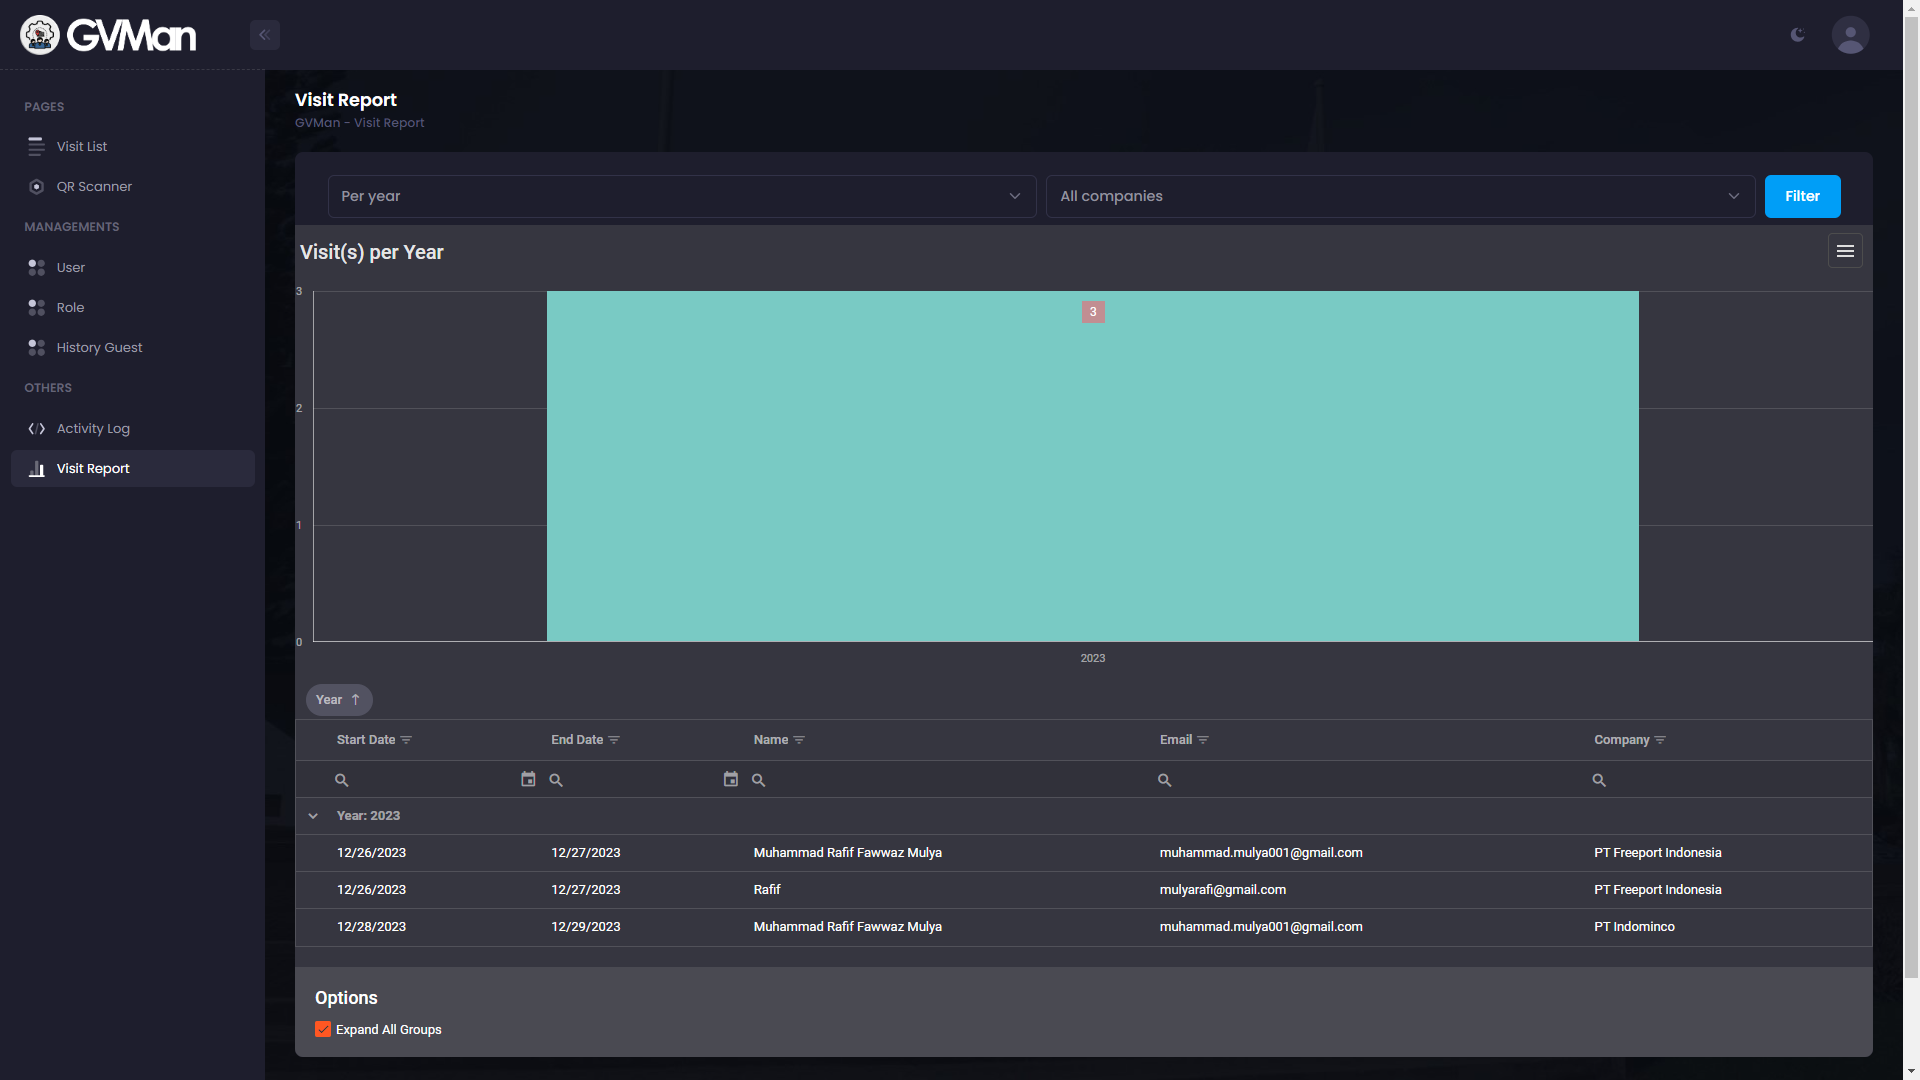 GVMan
PAGES
Visit List
QR Scanner
MANAGEMENTS
User
Role
History Guest
OTHERS
Activity Log
Visit Report
Visit Report
GVMan - Visit Report
Per year
All companies
Filter
Visit(s) per Year
3
3
2
1
0
2023
Year
Start Date End Date Name Email Company
Year: 2023
12/26/2023 12/27/2023 Muhammad Rafif Fawwaz Mulya muhammad.mulya001@gmail.com PT Freeport Indonesia
12/26/2023 12/27/2023 Rafif mulyarafi@gmail.com PT Freeport Indonesia
12/28/2023 12/29/2023 Muhammad Rafif Fawwaz Mulya muhammad.mulya001@gmail.com PT Indominco
Options
Expand All Groups